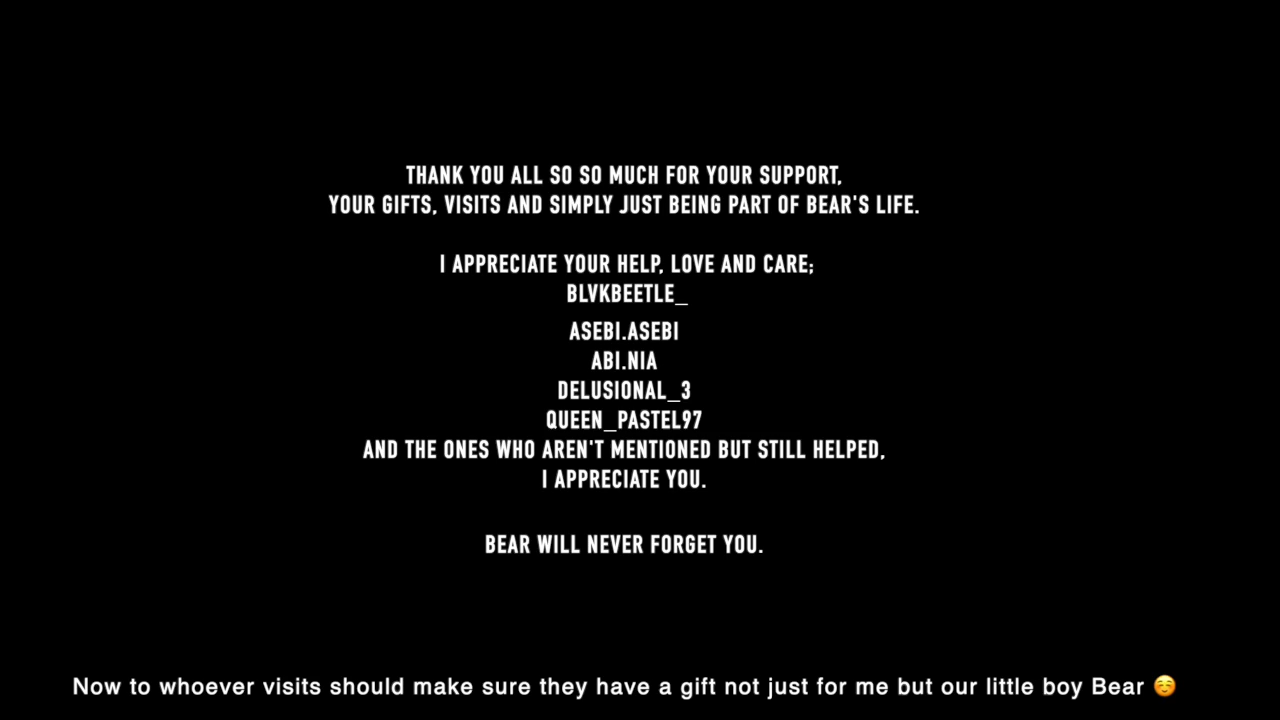 THANK YOU ALL SO SO MUCH FOR YOUR SUPPORT,
YOUR GIFTS, VISITS AND SIMPLY JUST BEING PART OF BEAR'S LIFE.
I APPRECIATE YOUR HELP, LOVE AND CARE;
BLVKBEETLE_
ASEBI.ASEBI
ABI.NIA
DELUSIONAL_3
QUEEN_PASTEL97
AND THE ONES WHO AREN'T MENTIONED BUT STILL HELPED,
I APPRECIATE YOU.
BEAR WILL NEVER FORGET YOU.
Now to whoever visits should make sure they have a gift not just for me but our little boy Bear ☺️